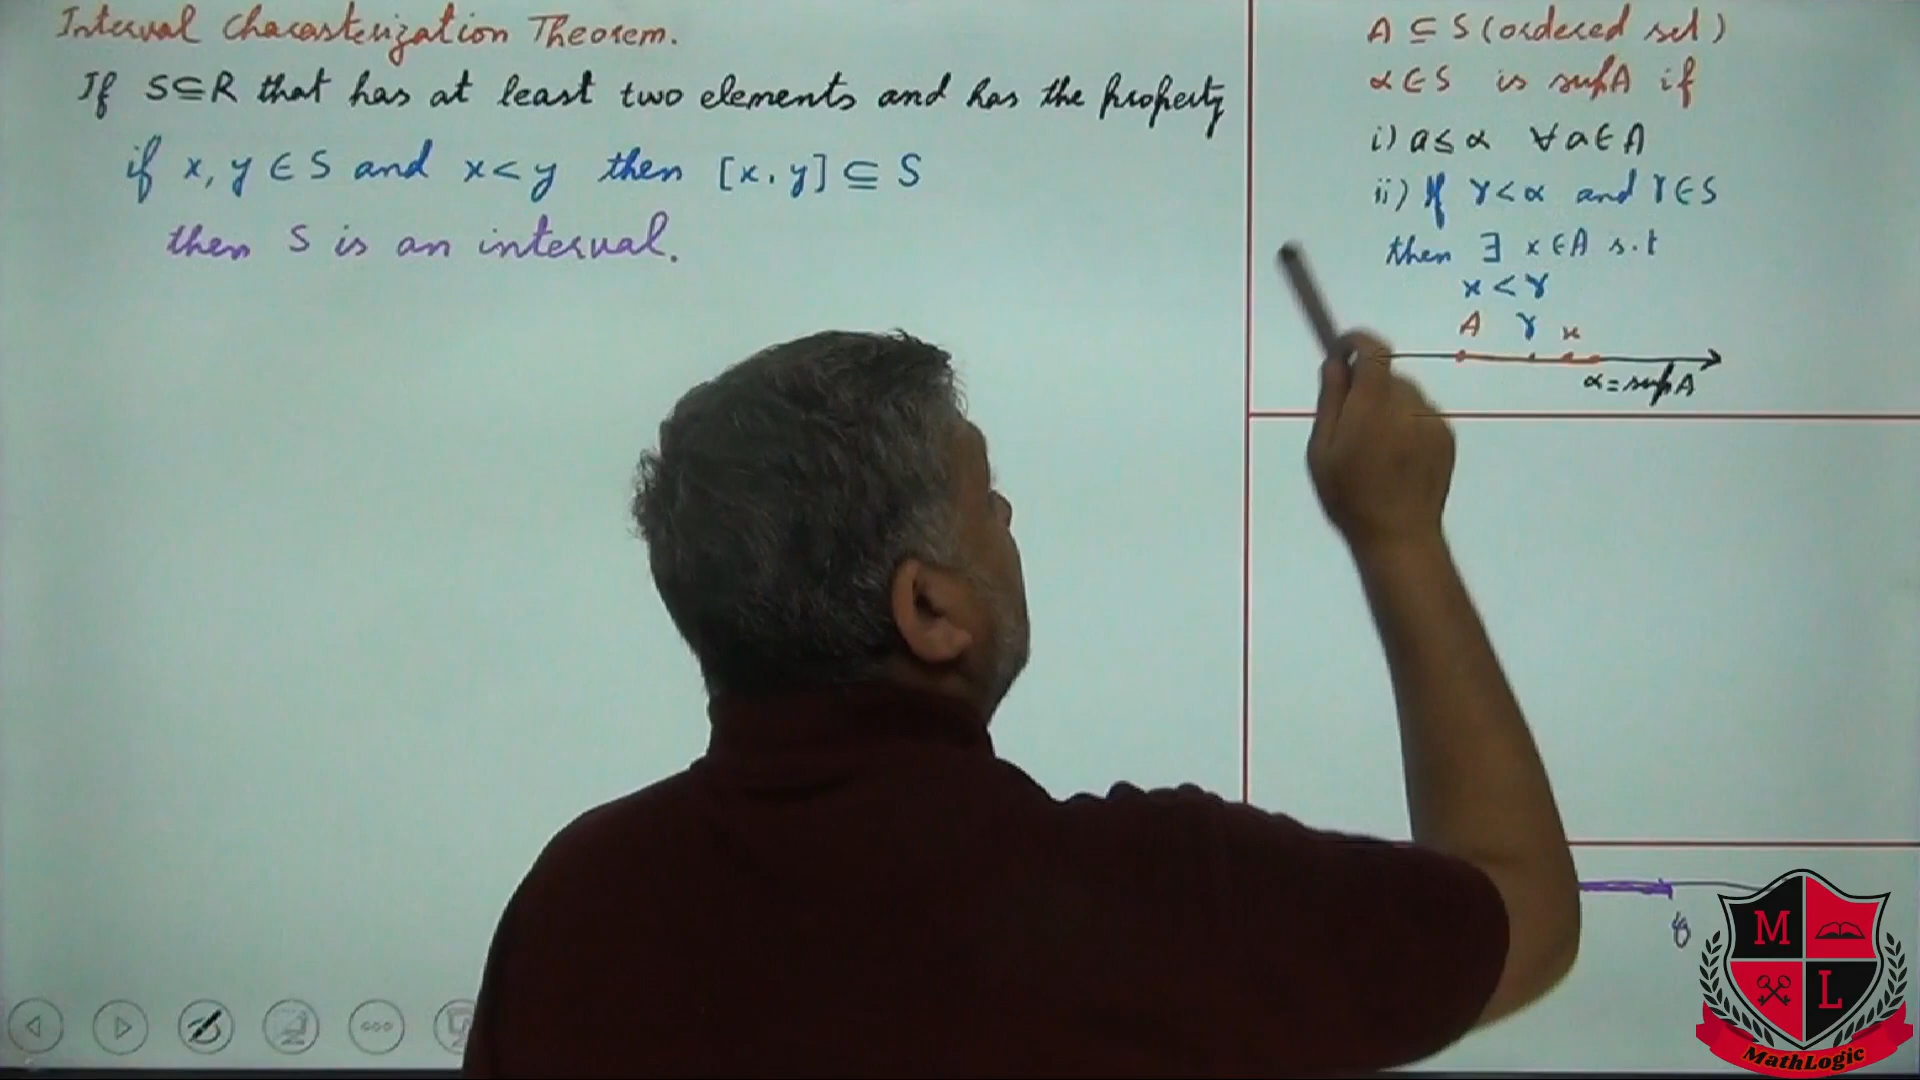 Interval Characterization Theorem.
If S⊆R that has at least two elements and has the property
if x, y ∈ S and x < y then [x, y] ⊆ S
then S is an interval.
A ⊆ S (ordered set)
α ∈ S is supA if
i) a ≤ α ∀ a ∈ A
ii) If γ < α and γ ∈ S
then ∃ x ∈ A s.t
x < γ
A γ x
α = supA
M
L
MathLogic